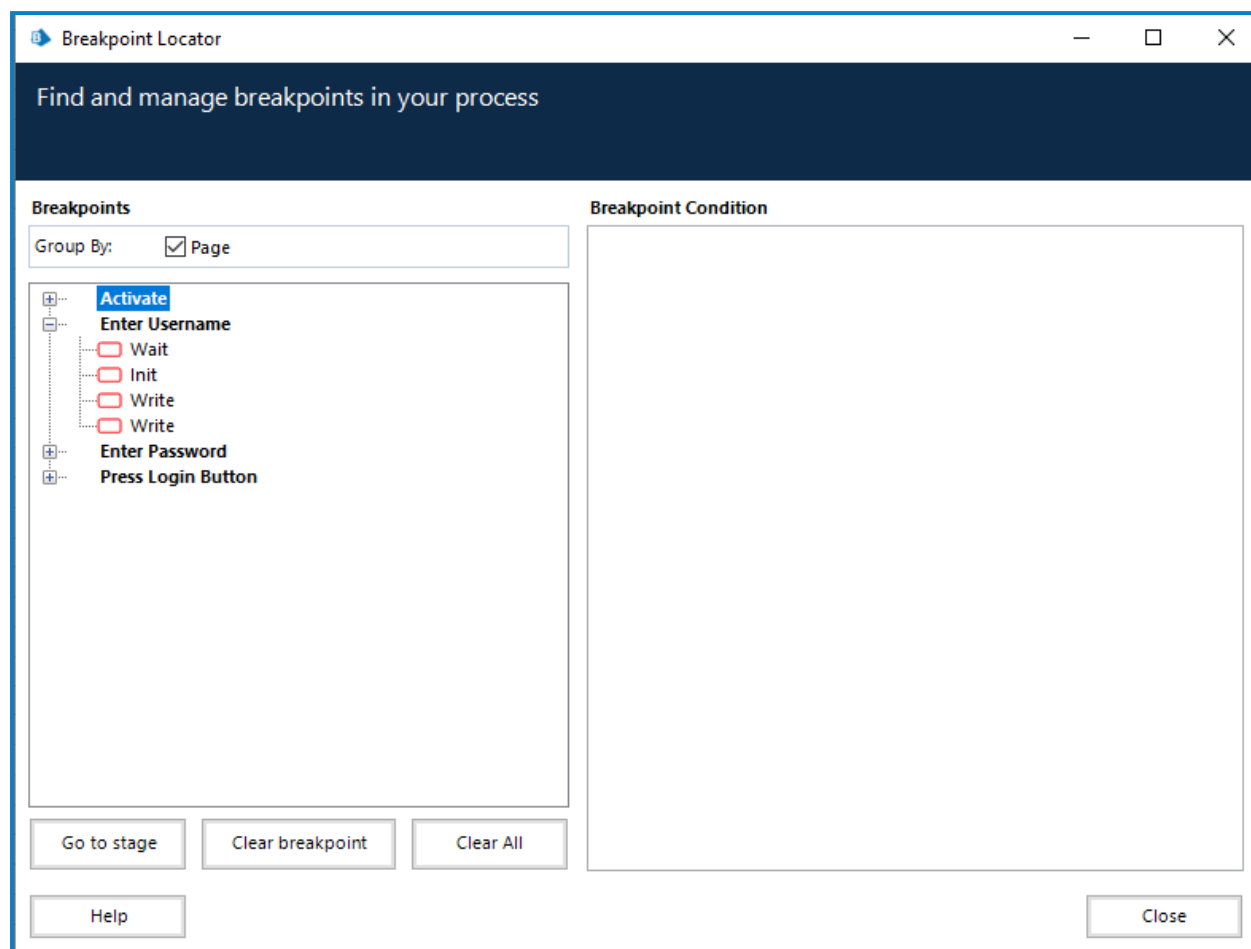 Breakpoint Locator
Find and manage breakpoints in your process
Breakpoints
Group By: Page
Activate
Enter Username
Wait
Init
Write
Write
Enter Password
Press Login Button
Go to stage Clear breakpoint Clear All
Breakpoint Condition
Help Close